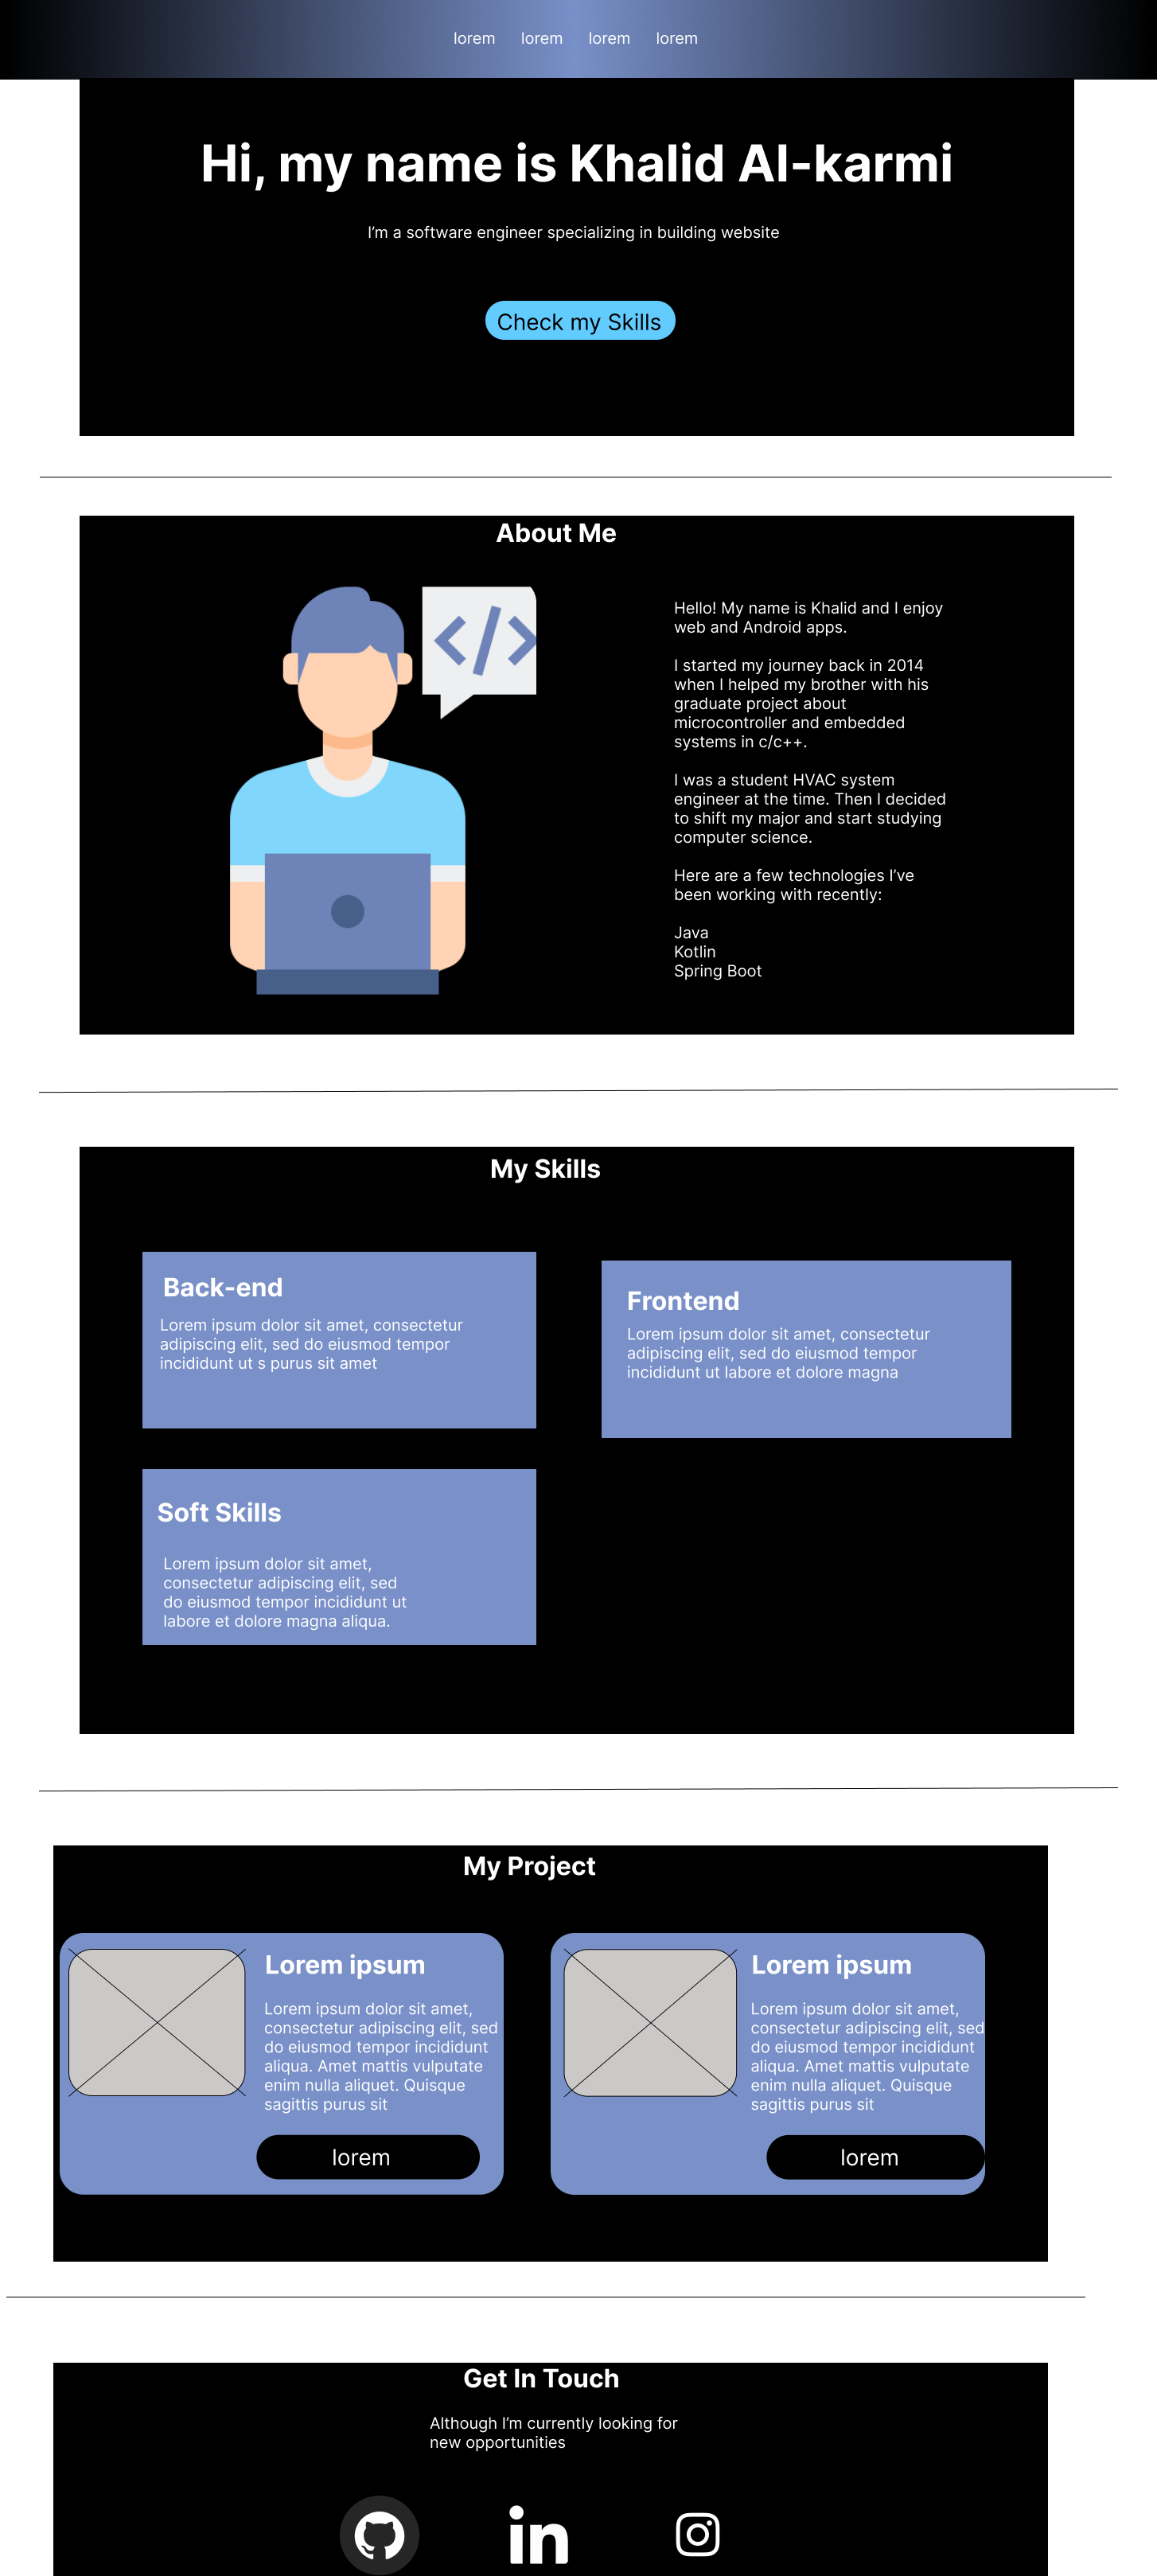 lorem lorem lorem lorem
Hi, my name is Khalid Al-karmi
I'm a software engineer specializing in building website
Check my Skills
About Me
</>
Hello! My name is Khalid and I enjoy
web and Android apps.
I started my journey back in 2014
when I helped my brother with his
graduate project about
microcontroller and embedded
systems in c/c++.
I was a student HVAC system
engineer at the time. Then I decided
to shift my major and start studying
computer science.
Here are a few technologies I've
been working with recently:
Java
Kotlin
Spring Boot
My Skills
Back-end
Lorem ipsum dolor sit amet, consectetur
adipiscing elit, sed do eiusmod tempor
incididunt ut s purus sit amet
Frontend
Lorem ipsum dolor sit amet, consectetur
adipiscing elit, sed do eiusmod tempor
incididunt ut labore et dolore magna
Soft Skills
Lorem ipsum dolor sit amet,
consectetur adipiscing elit, sed
do eiusmod tempor incididunt ut
labore et dolore magna aliqua.
My Project
Lorem ipsum
Lorem ipsum dolor sit amet,
consectetur adipiscing elit, sed
do eiusmod tempor incididunt
aliqua. Amet mattis vulputate
enim nulla aliquet. Quisque
sagittis purus sit
lorem
Lorem ipsum
Lorem ipsum dolor sit amet,
consectetur adipiscing elit, sed
do eiusmod tempor incididunt
aliqua. Amet mattis vulputate
enim nulla aliquet. Quisque
sagittis purus sit
lorem
Get In Touch
Although I'm currently looking for
new opportunities
in